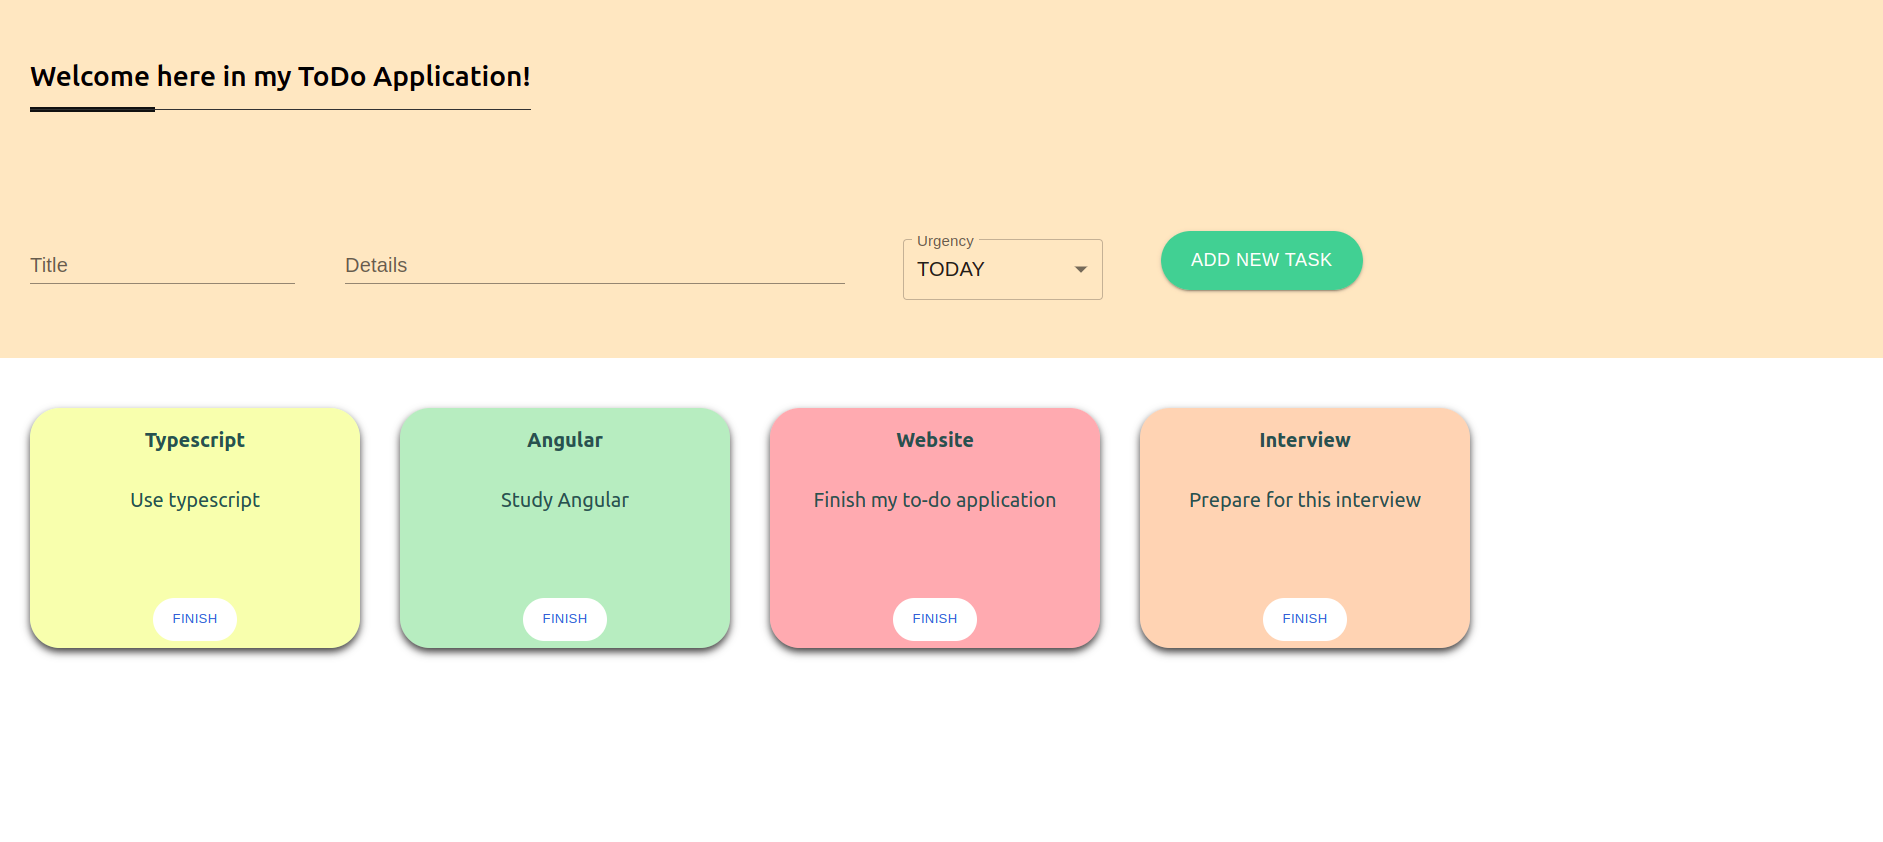 Welcome here in my ToDo Application!
Urgency
Title
Details
TODAY
ADD NEW TASK
Typescript
Use typescript
FINISH
Angular
Study Angular
FINISH
Website
Finish my to-do application
FINISH
Interview
Prepare for this interview
FINISH